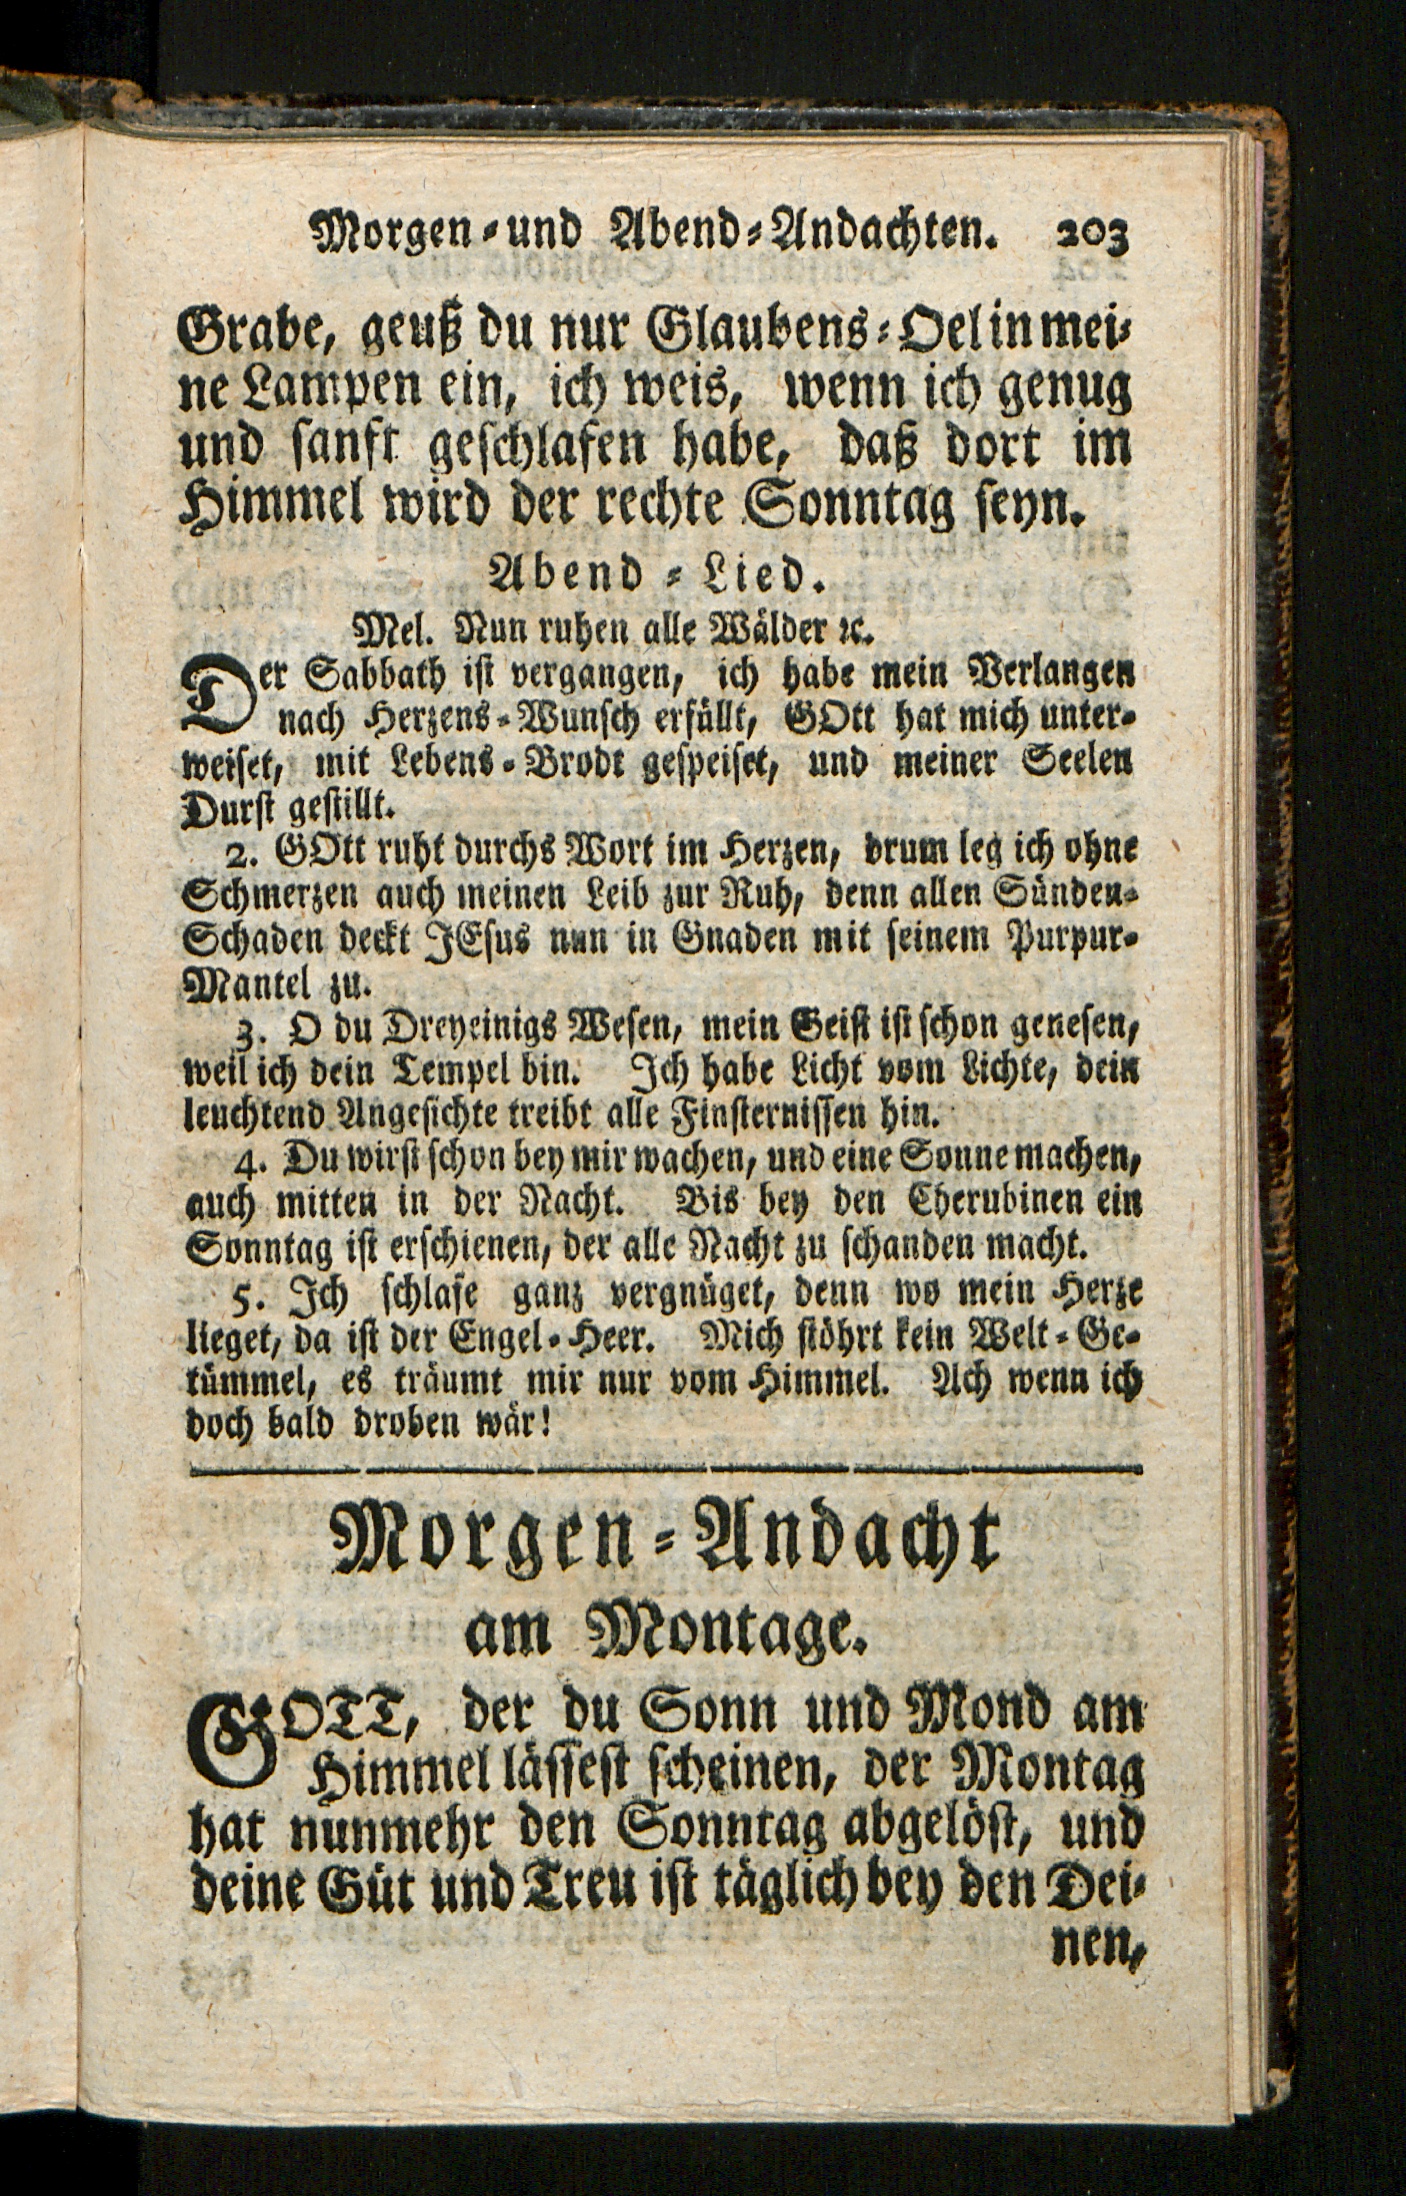 Morgen-und Abend-Andachten. 203
Grabe, geuß du nur Glaubens-Oel in mei-
ne Lampen ein, ich weis, wenn ich genug
und sanft geschlafen habe, daß dort im
Himmel wird der rechte Sonntag seyn.
Abend-Lied.
Mel. Nun ruhen alle Wälder ꝛc.
Der Sabbath ist vergangen, ich habe mein Verlangen
nach Herzens-Wunsch erfüllt, GOtt hat mich unter-
weiset, mit Lebens-Brodt gespeiset, und meiner Seelen
Durst gestillt.
2. GOtt ruht durchs Wort im Herzen, drum leg ich ohne
Schmerzen auch meinen Leib zur Ruh, denn allen Sünden-
Schaden deckt JEsus nun in Gnaden mit seinem Purpur-
Mantel zu.
3. O du Dreyeinigs Wesen, mein Geist ist schon genesen,
weil ich dein Tempel bin. Ich habe Licht vom Lichte, dein
leuchtend Angesichte treibt alle Finsternissen hin.
4. Du wirst schon bey mir wachen, und eine Sonne machen,
auch mitten in der Nacht. Bis bey den Cherubinen ein
Sonntag ist erschienen, der alle Nacht zu schanden macht.
5. Ich schlafe ganz vergnüget, denn wo mein Herze
lieget, da ist der Engel-Heer. Mich stöhrt kein Welt-Ge-
tümmel, es träumt mir nur vom Himmel. Ach wenn ich
doch bald droben wär!
Morgen-Andacht
am Montage.
GOTT, der du Sonn und Mond am
Himmel lässest scheinen, der Montag
hat nunmehr den Sonntag abgelöst, und
deine Güt und Treu ist täglich bey den Dei-
nen,